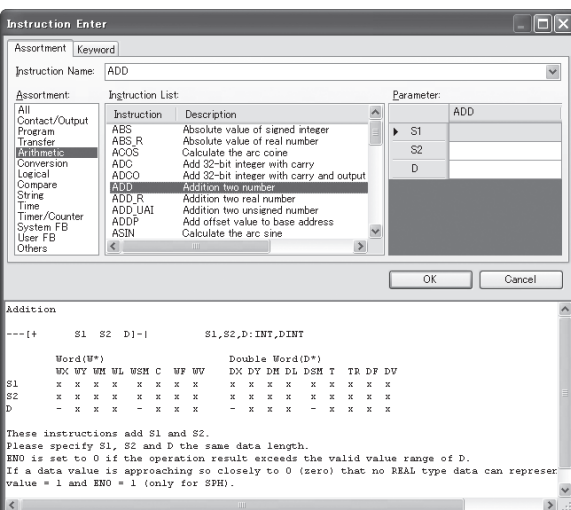 Instruction Enter
Assortment Keyword
Instruction Name: ADD
Assortment:
All
Contact/Output
Program
Transfer
Arithmetic
Conversion
Logical
Compare
String
Time
Timer/Counter
System FB
User FB
Others
Instruction List:
Instruction Description
ABS Absolute value of signed integer
ABS_R Absolute value of real number
ACOS Calculate the arc coine
ADC Add 32-bit integer with carry
ADCO Add 32-bit integer with carry and output
ADD Addition two number
ADD_R Addition two real number
ADD_UAI Addition two unsigned number
ADDP Add offset value to base address
ASIN Calculate the arc sine
Parameter:
ADD
S1
S2
D
OK Cancel
Addition
---[+ S1 S2 D]-| S1,S2,D:INT,DINT
Word(W*) Double Word(D*)
WX WY WM WL WSM C WF WV DX DY DM DL DSM T TR DF DV
S1 x x x x x x x x x x x x x x x x x
S2 x x x x x x x x x x x x x x x x x
D - x x x - x x x - x x x - x x x x
These instructions add S1 and S2.
Please specify S1, S2 and D the same data length.
ENO is set to 0 if the operation result exceeds the valid value range of D.
If a data value is approaching so closely to 0 (zero) that no REAL type data can represen
value = 1 and ENO = 1 (only for SPH).